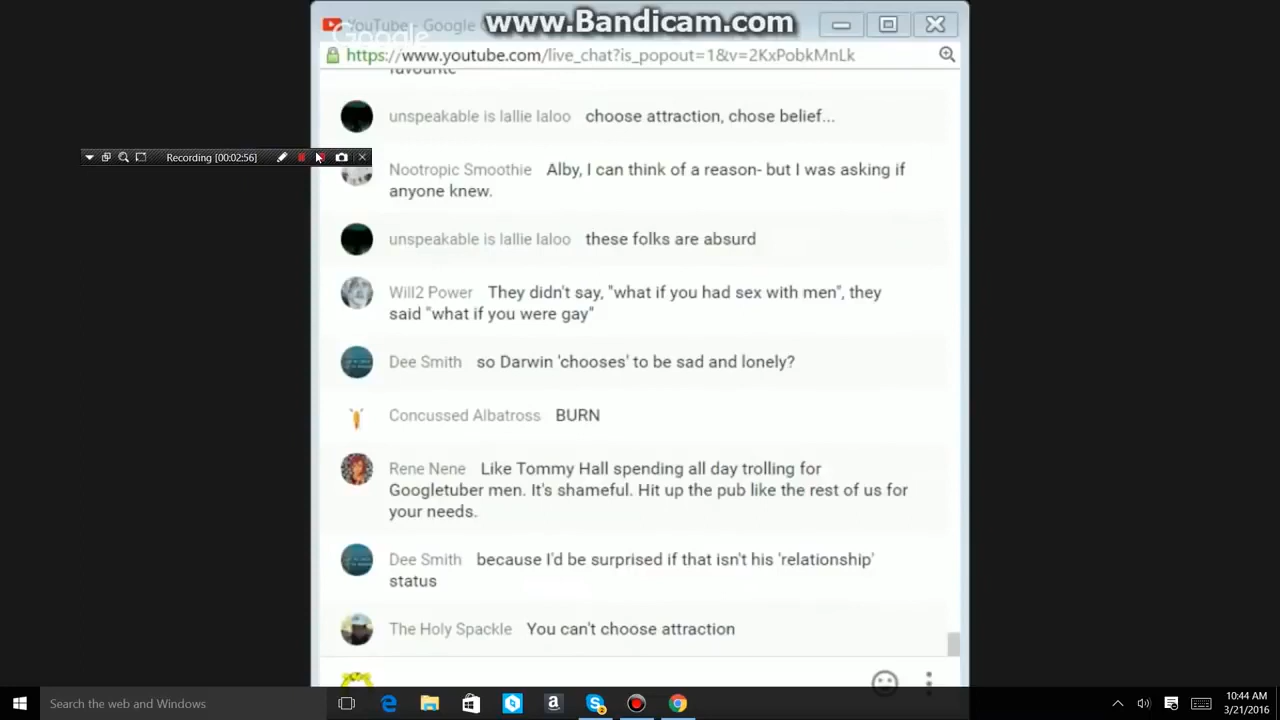 www.Bandicam.com
YouTube - Google
Google
https://www.youtube.com/live_chat?is_popout=1&v=2KxPobkMnLk
favourite
unspeakable is lallie laloo choose attraction, chose belief...
Recording [00:02:56]
Nootropic Smoothie Alby, I can think of a reason- but I was asking if
anyone knew.
unspeakable is lallie laloo these folks are absurd
Will2 Power They didn't say, "what if you had sex with men", they
said "what if you were gay"
Dee Smith so Darwin 'chooses' to be sad and lonely?
Concussed Albatross BURN
Rene Nene Like Tommy Hall spending all day trolling for
Googletuber men. It's shameful. Hit up the pub like the rest of us for
your needs.
Dee Smith because I'd be surprised if that isn't his 'relationship'
status
The Holy Spackle You can't choose attraction
Search the web and Windows
10:44 AM
3/21/2016